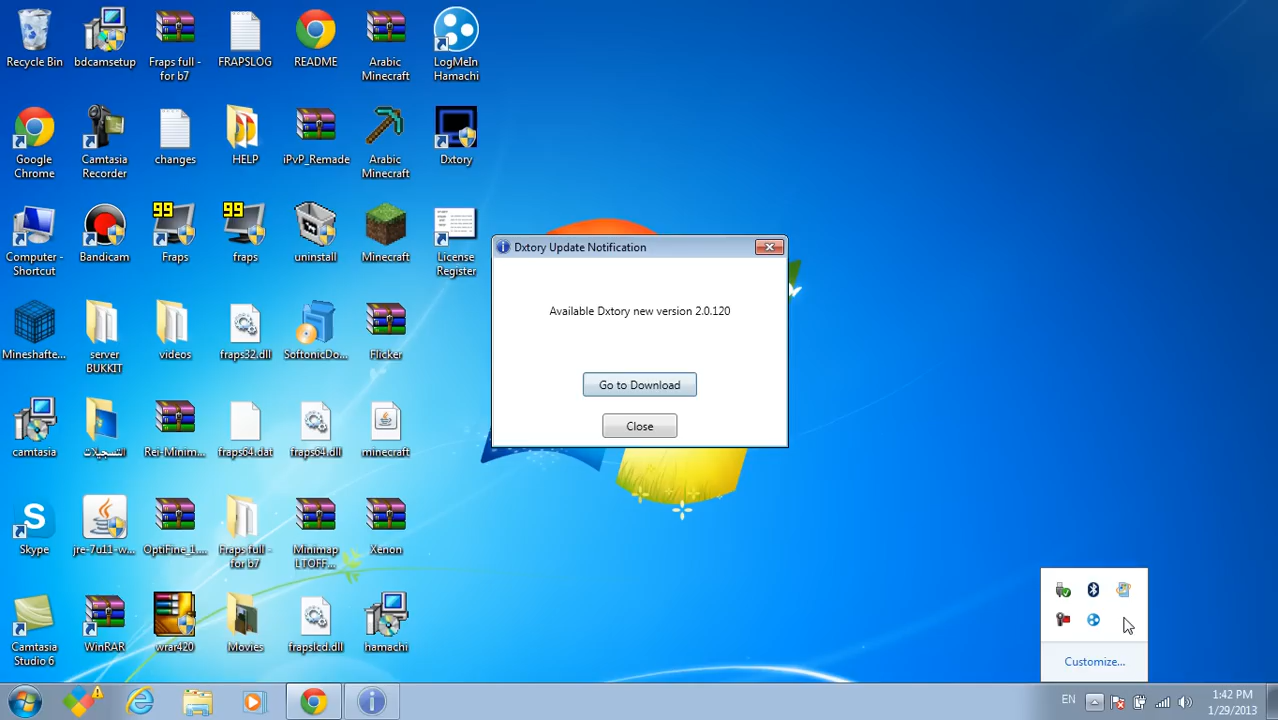 Recycle Bin
bdcamsetup
Fraps full -
for b7
FRAPSLOG
README
Arabic
Minecraft
LogMeIn
Hamachi
Google
Chrome
Camtasia
Recorder
changes
HELP
iPvP_Remade
Arabic
Minecraft
Dxtory
Computer -
Shortcut
Bandicam
99
Fraps
99
fraps
uninstall
Minecraft
License
Register
Mineshafte...
server
BUKKIT
videos
fraps32.dll
SoftonicDo...
Flicker
camtasia
التسجيلات
Rei-Minim...
fraps64.dat
fraps64.dll
minecraft
Skype
jre-7u11-w...
OptiFine_1....
Fraps full -
for b7
Minimap
LTOFF...
Xenon
Camtasia
Studio 6
WinRAR
wrar420
Movies
frapslcd.dll
hamachi
Dxtory Update Notification
Available Dxtory new version 2.0.120
Go to Download
Close
Customize...
EN
1:42 PM
1/29/2013